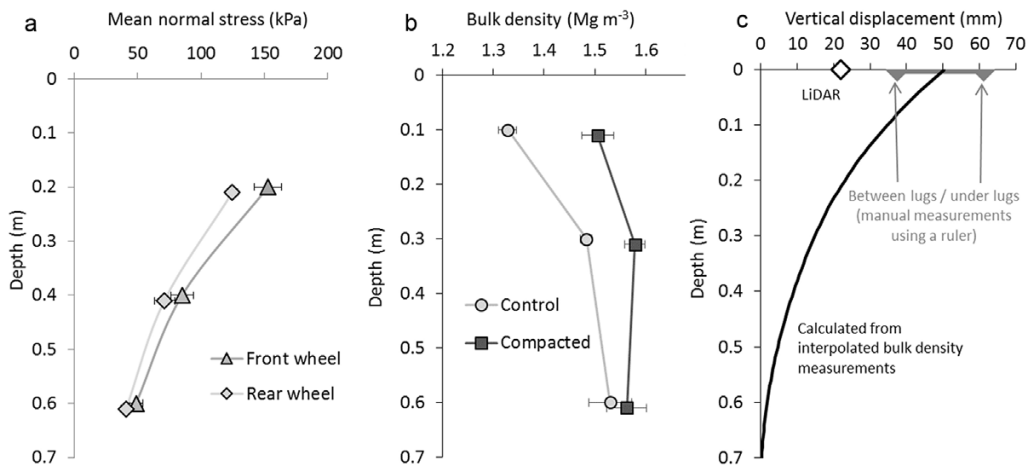 a
Mean normal stress (kPa)
0 50 100 150 200
0
0.1
0.2
0.3
0.4
0.5
0.6
0.7
Depth (m)
Front wheel
Rear wheel
b
Bulk density (Mg m-3)
1.2 1.3 1.4 1.5 1.6
0
0.1
0.2
0.3
0.4
0.5
0.6
0.7
Depth (m)
Control
Compacted
c
Vertical displacement (mm)
0 10 20 30 40 50 60 70
0
0.1
0.2
0.3
0.4
0.5
0.6
0.7
Depth (m)
LiDAR
Between lugs / under lugs
(manual measurements
using a ruler)
Calculated from
interpolated bulk density
measurements